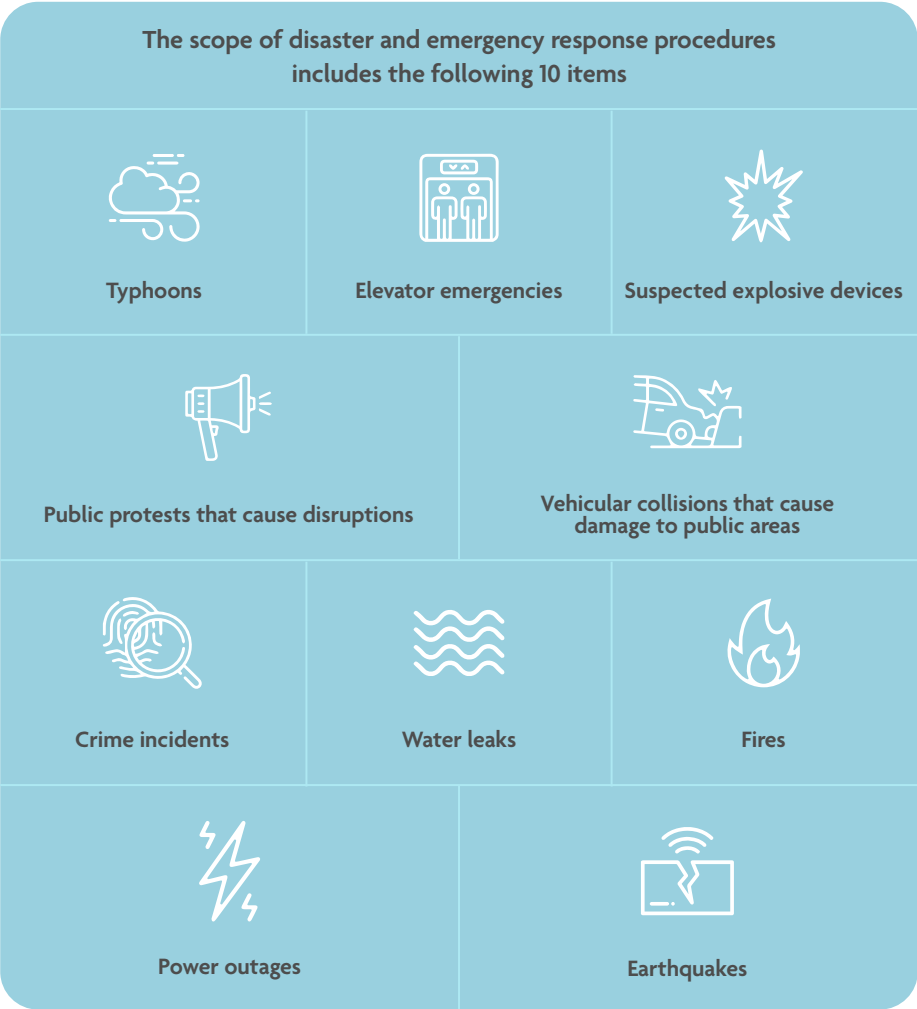 The scope of disaster and emergency response procedures
includes the following 10 items
Typhoons
Elevator emergencies
Suspected explosive devices
Public protests that cause disruptions
Vehicular collisions that cause
damage to public areas
Crime incidents
Water leaks
Fires
Power outages
Earthquakes